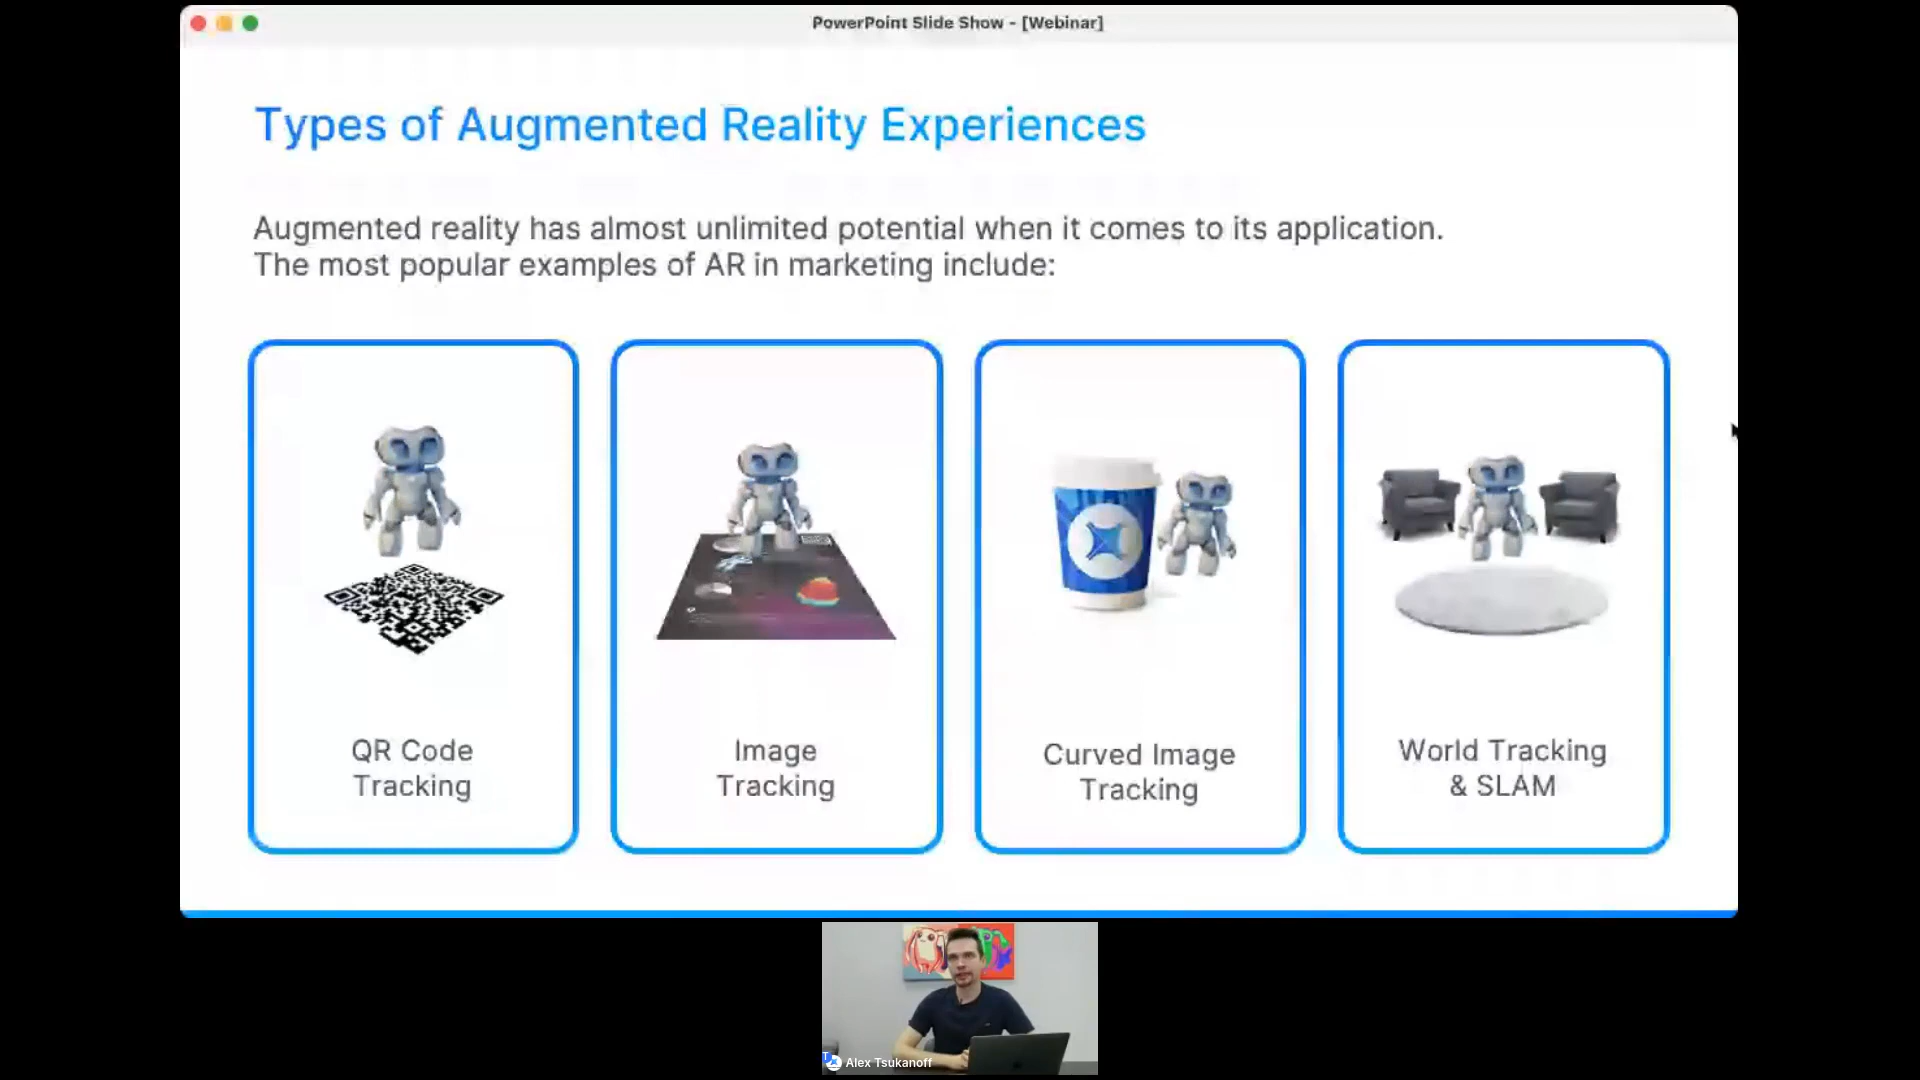 PowerPoint Slide Show - [Webinar]
Types of Augmented Reality Experiences
Augmented reality has almost unlimited potential when it comes to its application.
The most popular examples of AR in marketing include:
QR Code
Tracking
Image
Tracking
Curved Image
Tracking
World Tracking
& SLAM
Alex Tsukanoff